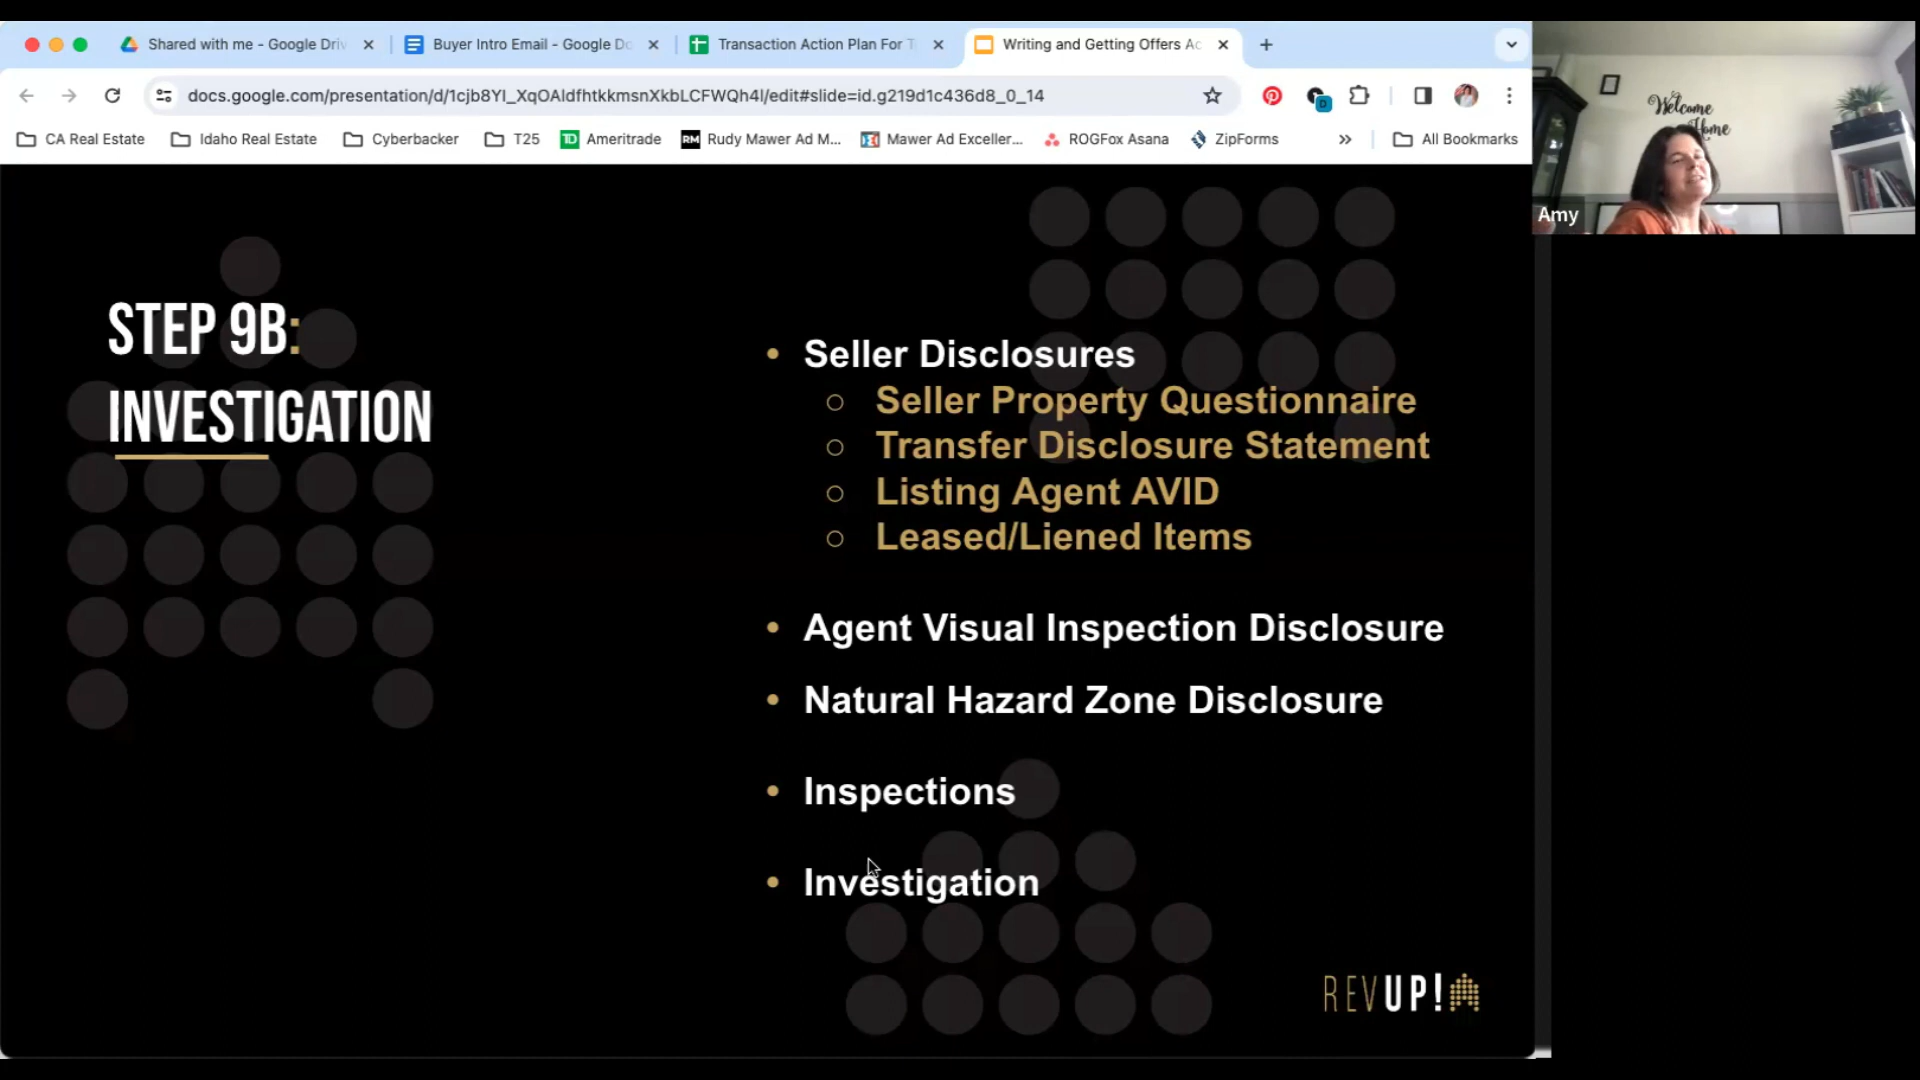 Shared with me - Google Driv
Buyer Intro Email - Google Do
Transaction Action Plan For T
Writing and Getting Offers Ac
docs.google.com/presentation/d/1cjb8YI_XqOAldfhtkkmsnXkbLCFWQh4I/edit#slide=id.g219d1c436d8_0_14
CA Real Estate
Idaho Real Estate
Cyberbacker
T25
Ameritrade
RM Rudy Mawer Ad M...
Mawer Ad Exceller...
ROGFox Asana
ZipForms
All Bookmarks
Welcome
Home
Amy
STEP 9B:
INVESTIGATION
• Seller Disclosures
○ Seller Property Questionnaire
○ Transfer Disclosure Statement
○ Listing Agent AVID
○ Leased/Liened Items
• Agent Visual Inspection Disclosure
• Natural Hazard Zone Disclosure
• Inspections
• Investigation
REVUP!